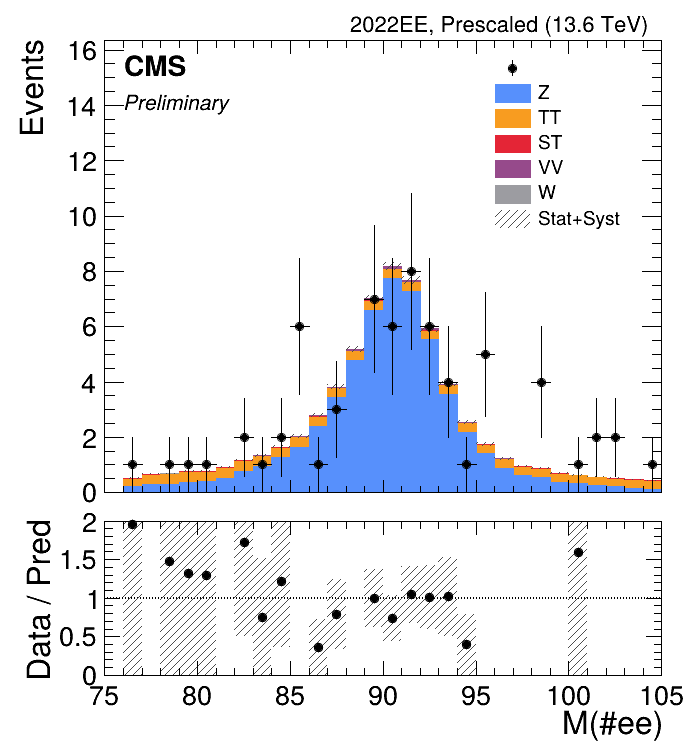 2022EE, Prescaled (13.6 TeV)
CMS
Preliminary
Events
16
14
12
10
8
6
4
2
0
Z
TT
ST
VV
W
Stat+Syst
Data / Pred
2
1.5
1
0.5
0
75 80 85 90 95 100 105
M(#ee)